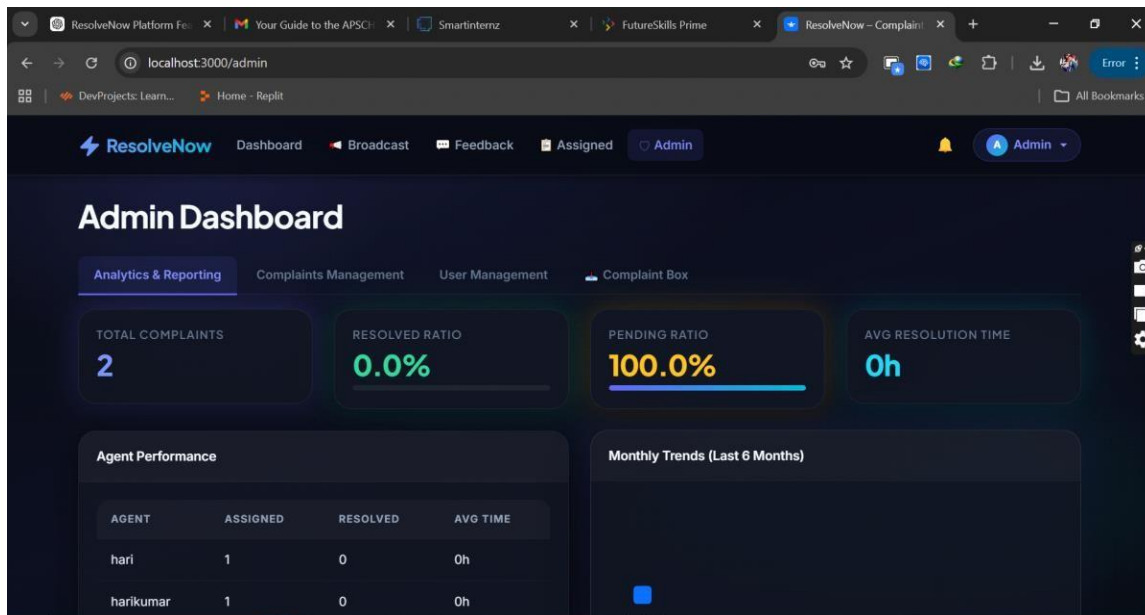 ResolveNow Platform Fea
Your Guide to the APSCH
Smartinternz
FutureSkills Prime
ResolveNow – Complaint
localhost:3000/admin
Error
DevProjects: Learn...
Home - Replit
All Bookmarks
ResolveNow
Dashboard
Broadcast
Feedback
Assigned
Admin
A
Admin
Admin Dashboard
Analytics & Reporting
Complaints Management
User Management
Complaint Box
TOTAL COMPLAINTS
2
RESOLVED RATIO
0.0%
PENDING RATIO
100.0%
AVG RESOLUTION TIME
0h
Agent Performance
AGENT ASSIGNED RESOLVED AVG TIME
hari 1 0 0h
harikumar 1 0 0h
Monthly Trends (Last 6 Months)